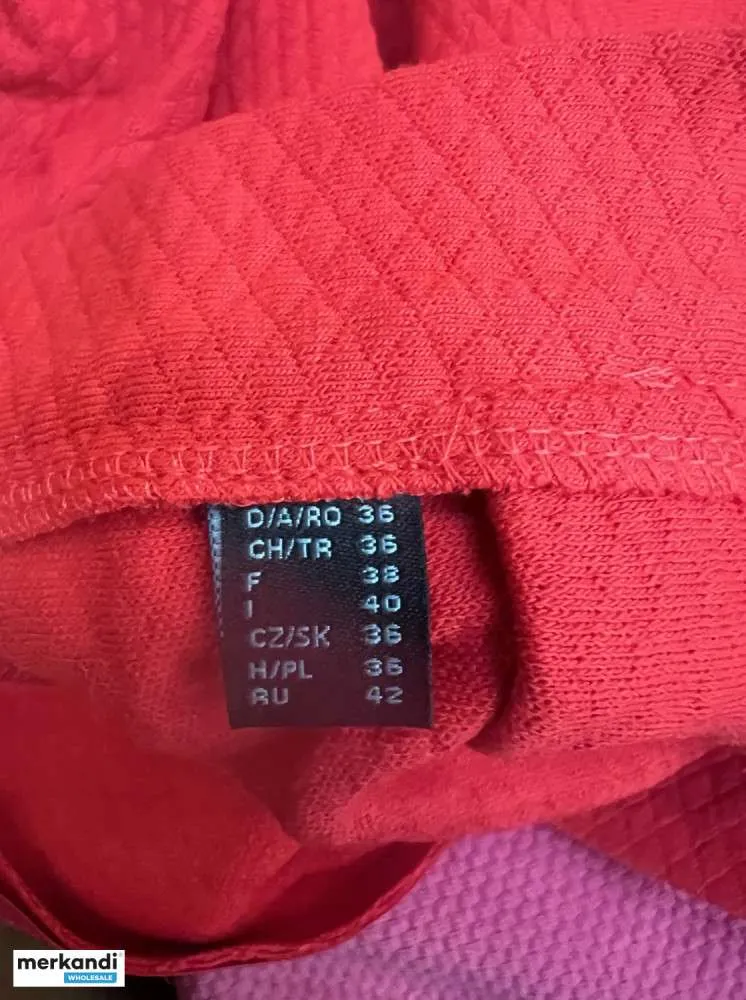 D/A/RO 36
CH/TR 36
F 38
I 40
CZ/SK 36
H/PL 36
RU 42
merkandi
WHOLESALE